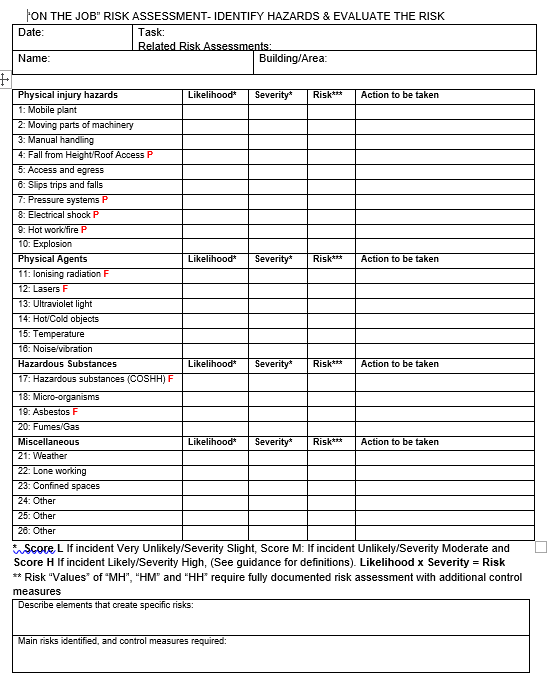 "ON THE JOB" RISK ASSESSMENT- IDENTIFY HAZARDS & EVALUATE THE RISK
Date: Task:
Related Risk Assessments:
Name: Building/Area:
Physical injury hazards Likelihood* Severity* Risk*** Action to be taken
1: Mobile plant
2: Moving parts of machinery
3: Manual handling
4: Fall from Height/Roof Access P
5: Access and egress
6: Slips trips and falls
7: Pressure systems P
8: Electrical shock P
9: Hot work/fire P
10: Explosion
Physical Agents Likelihood* Severity* Risk*** Action to be taken
11: Ionising radiation F
12: Lasers F
13: Ultraviolet light
14: Hot/Cold objects
15: Temperature
16: Noise/vibration
Hazardous Substances Likelihood* Severity* Risk*** Action to be taken
17: Hazardous substances (COSHH) F
18: Micro-organisms
19: Asbestos F
20: Fumes/Gas
Miscellaneous Likelihood* Severity* Risk*** Action to be taken
21: Weather
22: Lone working
23: Confined spaces
24: Other
25: Other
26: Other
* Score L If incident Very Unlikely/Severity Slight, Score M: If incident Unlikely/Severity Moderate and
Score H If incident Likely/Severity High, (See guidance for definitions). Likelihood x Severity = Risk
** Risk "Values" of "MH", "HM" and "HH" require fully documented risk assessment with additional control
measures
Describe elements that create specific risks:
Main risks identified, and control measures required: